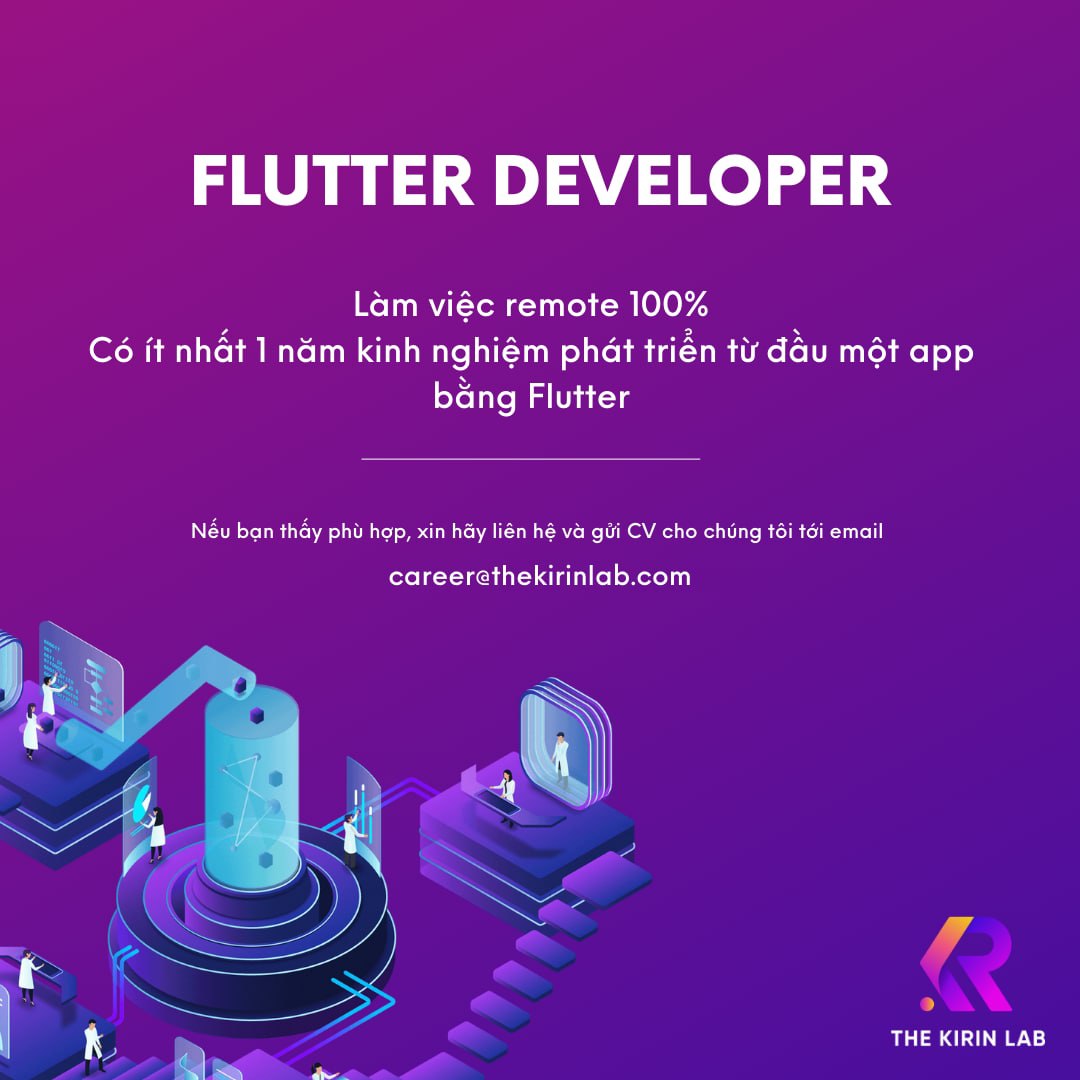 FLUTTER DEVELOPER
Làm việc remote 100%
Có ít nhất 1 năm kinh nghiệm phát triển từ đầu một app
bằng Flutter
Nếu bạn thấy phù hợp, xin hãy liên hệ và gửi CV cho chúng tôi tới email
career@thekirinlab.com
THE KIRIN LAB